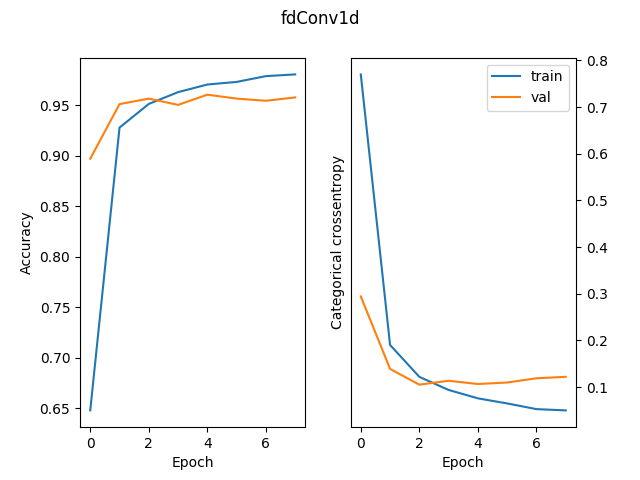 fdConv1d
Accuracy
0.95
0.90
0.85
0.80
0.75
0.70
0.65
0 2 4 6
Epoch
Categorical crossentropy
train
val
0.8
0.7
0.6
0.5
0.4
0.3
0.2
0.1
0 2 4 6
Epoch